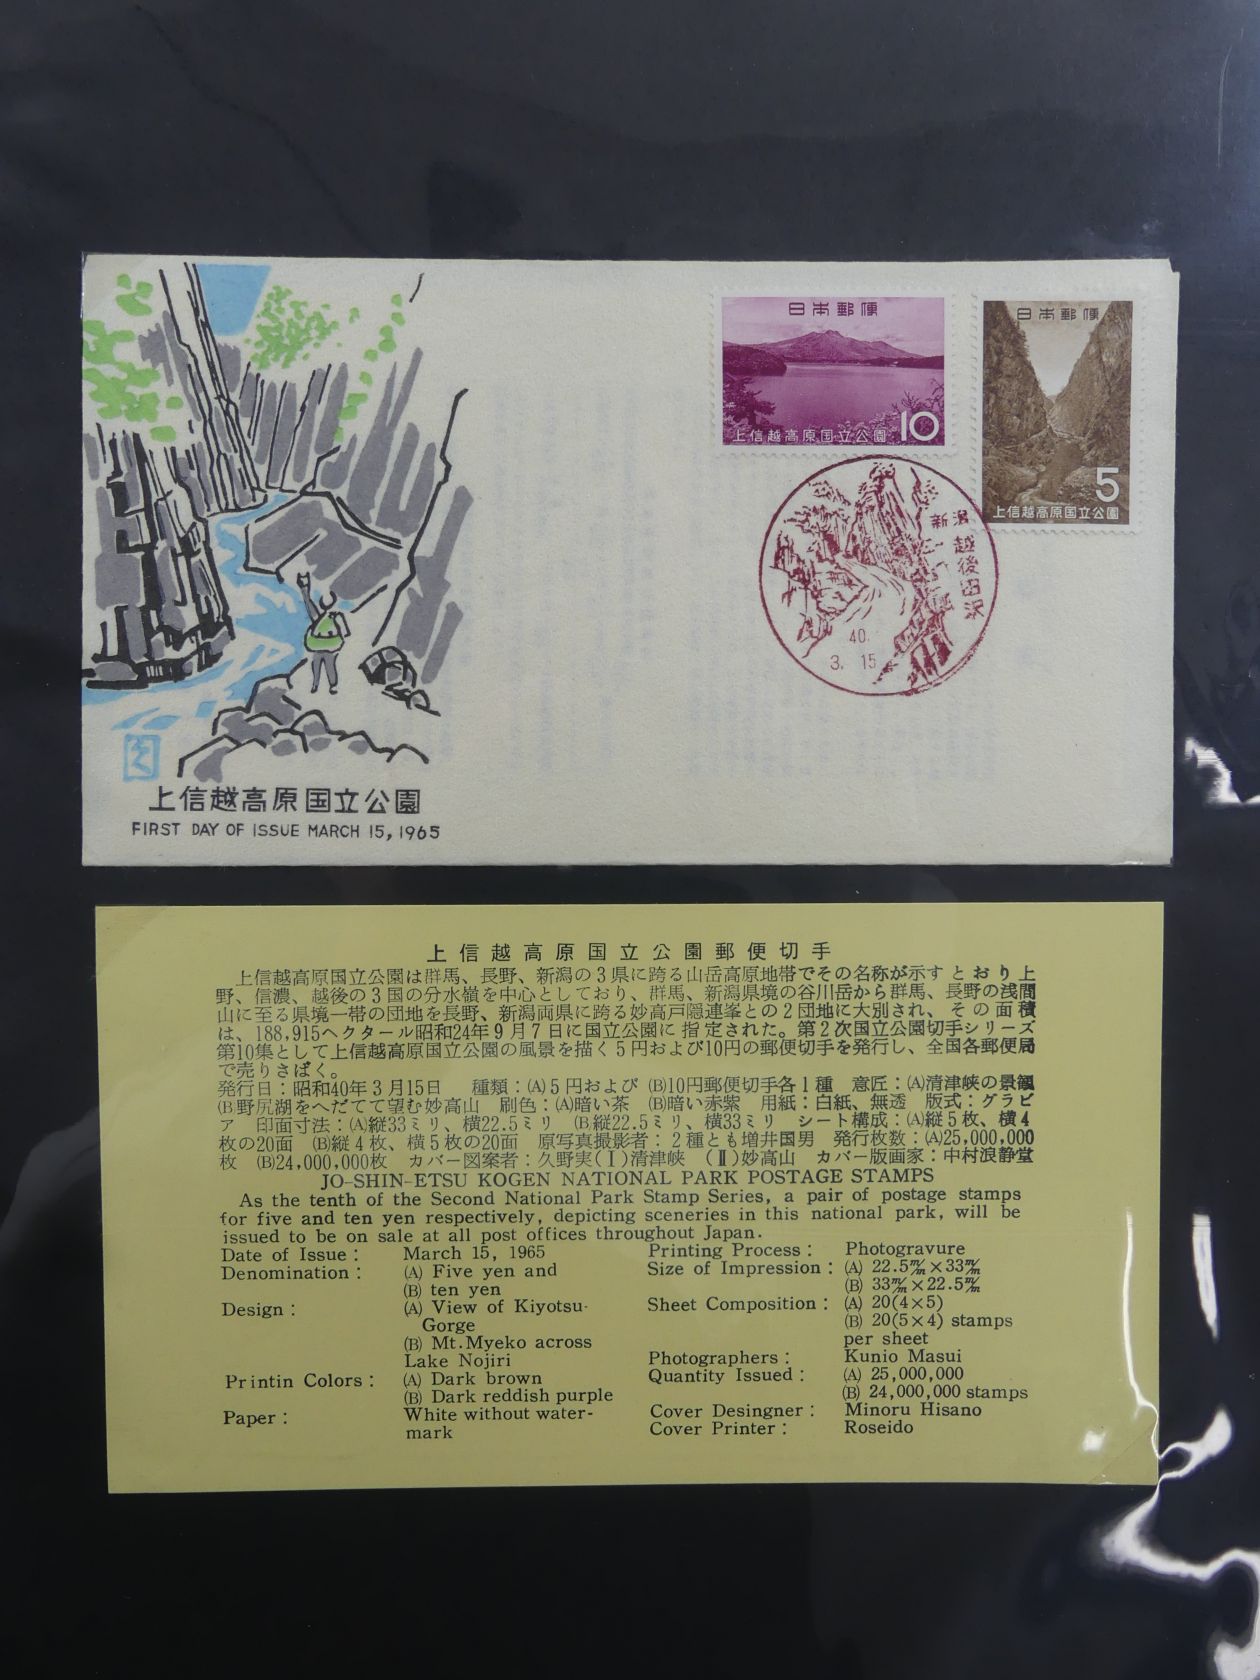 日本郵便
上信越高原国立公園 10
日本郵便
5
上信越高原国立公園
新潟
越後田沢
40.
3. 15
上信越高原国立公園
FIRST DAY OF ISSUE MARCH 15, 1965
上信越高原国立公園郵便切手
上信越高原国立公園は群馬、長野、新潟の3県に跨る山岳高原地帯でその名称が示すとおり上
野、信濃、越後の3国の分水嶺を中心としており、群馬、新潟県境の谷川岳から群馬、長野の浅間
山に至る県境一帯の団地を長野、新潟両県に跨る妙高戸隠連峯との2団地に大別され、その面積
は、188,915ヘクタール昭和24年9月7日に国立公園に指定された。第2次国立公園切手シリーズ
第10集として上信越高原国立公園の風景を描く5円および10円の郵便切手を発行し、全国各郵便局
で売りさばく。
発行日：昭和40年3月15日 種類：(A)5円および (B)10円郵便切手各1種 意匠：(A)清津峡の景観
(B)野尻湖をへだてて望む妙高山 刷色：(A)暗い茶 (B)暗い赤紫 用紙：白紙、無透 版式：グラビ
ア 印面寸法：(A)縦33ミリ、横22.5ミリ (B)縦22.5ミリ、横33ミリ シート構成：(A)縦5枚、横4
枚の20面 (B)縦4枚、横5枚の20面 原写真撮影者：2種とも増井国男 発行枚数：(A)25,000,000
枚 (B)24,000,000枚 カバー図案者：久野実(Ⅰ)清津峡 (Ⅱ)妙高山 カバー版画家：中村浪静堂
JO-SHIN-ETSU KOGEN NATIONAL PARK POSTAGE STAMPS
As the tenth of the Second National Park Stamp Series, a pair of postage stamps
for five and ten yen respectively, depicting sceneries in this national park, will be
issued to be on sale at all post offices throughout Japan.
Date of Issue: March 15, 1965
Denomination: (A) Five yen and
(B) ten yen
Design: (A) View of Kiyotsu-
Gorge
(B) Mt.Myeko across
Lake Nojiri
Printin Colors: (A) Dark brown
(B) Dark reddish purple
Paper: White without water-
mark
Printing Process: Photogravure
Size of Impression: (A) 22.5m/m×33m/m
(B) 33m/m×22.5m/m
Sheet Composition: (A) 20(4×5)
(B) 20(5×4) stamps
per sheet
Photographers: Kunio Masui
Quantity Issued: (A) 25,000,000
(B) 24,000,000 stamps
Cover Desingner: Minoru Hisano
Cover Printer: Roseido